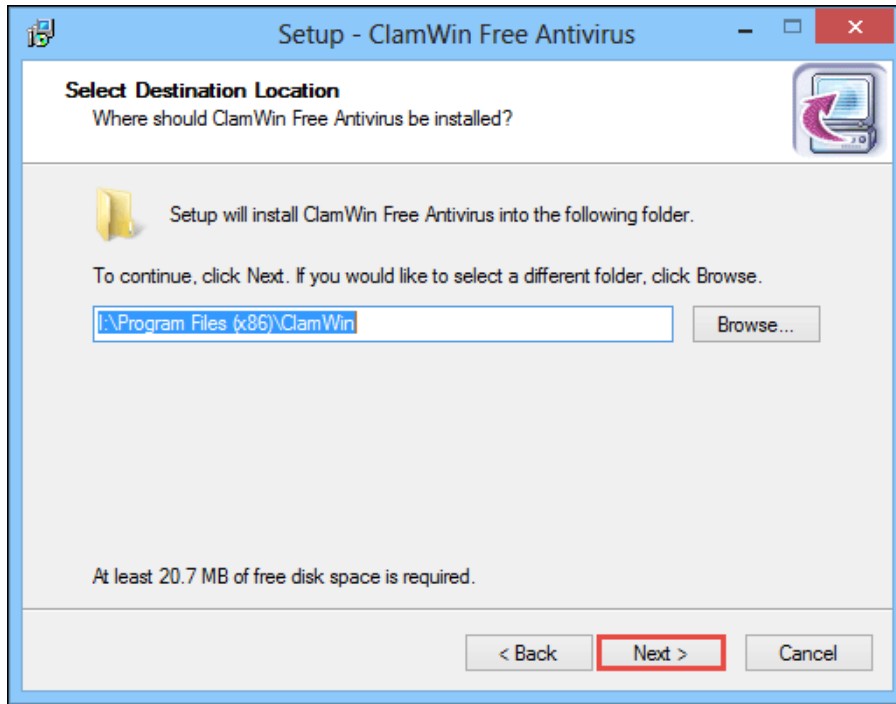 Setup - ClamWin Free Antivirus
Select Destination Location
Where should ClamWin Free Antivirus be installed?
Setup will install ClamWin Free Antivirus into the following folder.
To continue, click Next. If you would like to select a different folder, click Browse.
I:\Program Files (x86)\ClamWin
Browse...
At least 20.7 MB of free disk space is required.
< Back
Next >
Cancel